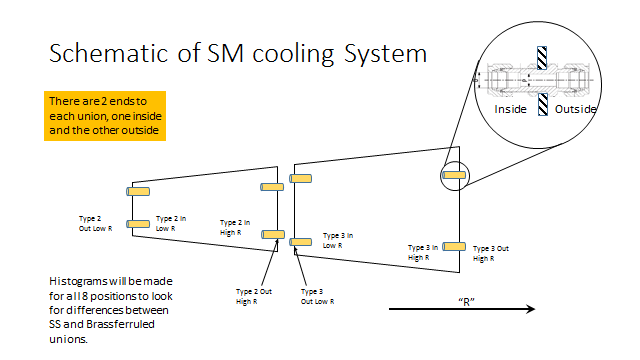 Schematic of SM cooling System
There are 2 ends to
each union, one inside
and the other outside
Inside
Outside
Type 2
Out Low R
Type 2 In
Low R
Type 2 In
High R
Type 3 In
Low R
Type 3 In
High R
Type 3 Out
High R
Type 2 Out
High R
Type 3
Out Low R
"R"
Histograms will be made
for all 8 positions to look
for differences between
SS and Brass ferruled
unions.